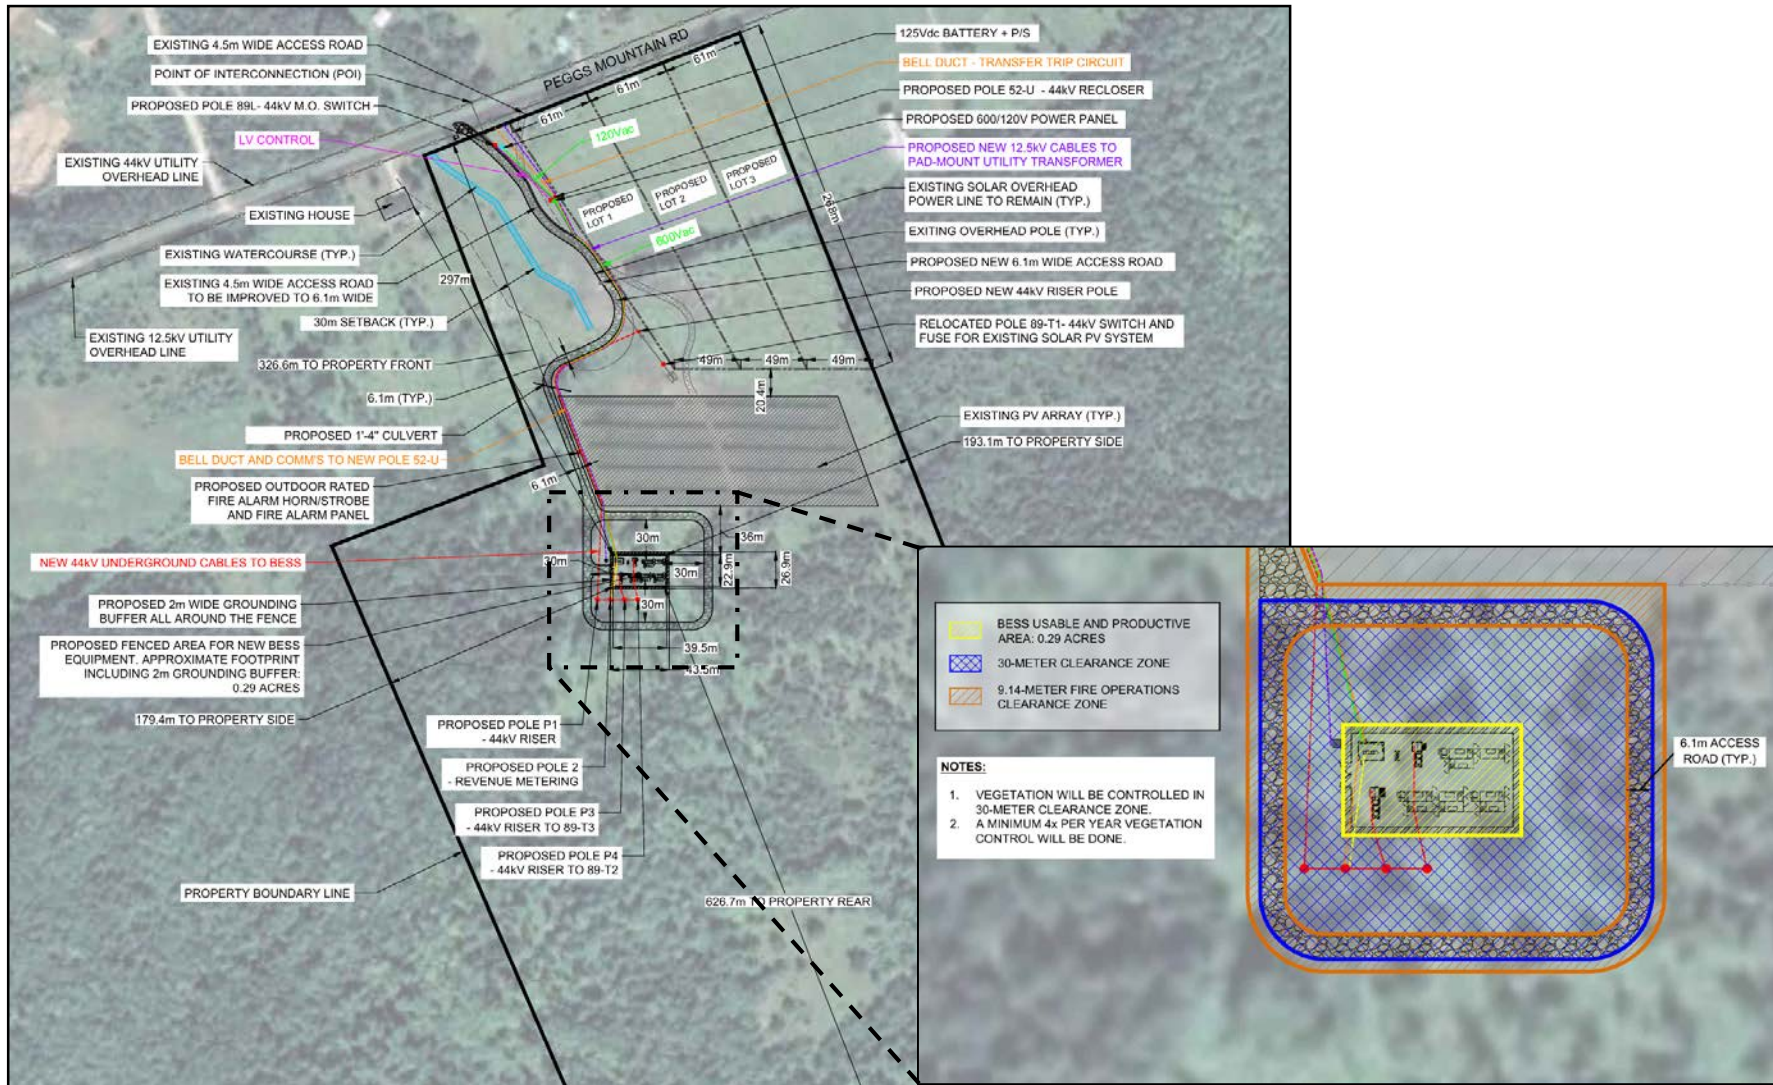 EXISTING 4.5m WIDE ACCESS ROAD
POINT OF INTERCONNECTION (POI)
PROPOSED POLE 89L- 44kV M.O. SWITCH
LV CONTROL
EXISTING 44kV UTILITY
OVERHEAD LINE
EXISTING HOUSE
EXISTING WATERCOURSE (TYP.)
EXISTING 4.5m WIDE ACCESS ROAD
TO BE IMPROVED TO 6.1m WIDE
30m SETBACK (TYP.)
EXISTING 12.5kV UTILITY
OVERHEAD LINE
326.6m TO PROPERTY FRONT
6.1m (TYP.)
PROPOSED 1'-4" CULVERT
BELL DUCT AND COMM'S TO NEW POLE 52-U
PROPOSED OUTDOOR RATED
FIRE ALARM HORN/STROBE
AND FIRE ALARM PANEL
NEW 44kV UNDERGROUND CABLES TO BESS
PROPOSED 2m WIDE GROUNDING
BUFFER ALL AROUND THE FENCE
PROPOSED FENCED AREA FOR NEW BESS
EQUIPMENT. APPROXIMATE FOOTPRINT
INCLUDING 2m GROUNDING BUFFER:
0.29 ACRES
179.4m TO PROPERTY SIDE
PROPOSED POLE P1
- 44kV RISER
PROPOSED POLE 2
- REVENUE METERING
PROPOSED POLE P3
- 44kV RISER TO 89-T3
PROPOSED POLE P4
- 44kV RISER TO 89-T2
PROPERTY BOUNDARY LINE
626.7m TO PROPERTY REAR
PEGGS MOUNTAIN RD
61m
61m
61m
120Vac
600Vac
PROPOSED
LOT 1
PROPOSED
LOT 2
PROPOSED
LOT 3
268m
297m
49m
49m
49m
20.4m
6.1m
30m
30m
30m
30m
36m
22.9m
26.9m
39.5m
43.5m
125Vdc BATTERY + P/S
BELL DUCT - TRANSFER TRIP CIRCUIT
PROPOSED POLE 52-U - 44kV RECLOSER
PROPOSED 600/120V POWER PANEL
PROPOSED NEW 12.5kV CABLES TO
PAD-MOUNT UTILITY TRANSFORMER
EXISTING SOLAR OVERHEAD
POWER LINE TO REMAIN (TYP.)
EXITING OVERHEAD POLE (TYP.)
PROPOSED NEW 6.1m WIDE ACCESS ROAD
PROPOSED NEW 44kV RISER POLE
RELOCATED POLE 89-T1- 44kV SWITCH AND
FUSE FOR EXISTING SOLAR PV SYSTEM
EXISTING PV ARRAY (TYP.)
193.1m TO PROPERTY SIDE
BESS USABLE AND PRODUCTIVE
AREA: 0.29 ACRES
30-METER CLEARANCE ZONE
9.14-METER FIRE OPERATIONS
CLEARANCE ZONE
NOTES:
1. VEGETATION WILL BE CONTROLLED IN
30-METER CLEARANCE ZONE.
2. A MINIMUM 4x PER YEAR VEGETATION
CONTROL WILL BE DONE.
6.1m ACCESS
ROAD (TYP.)